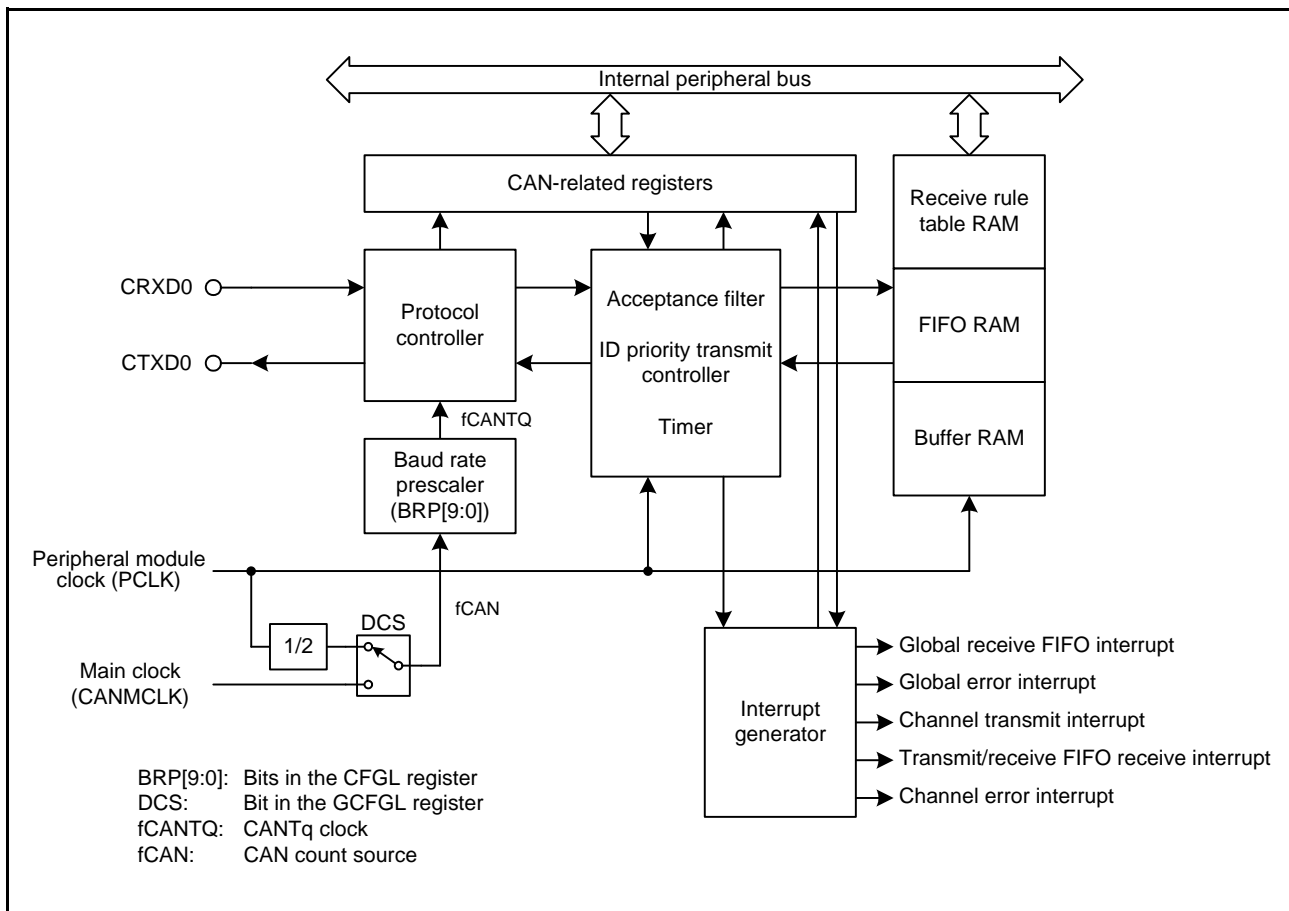 Internal peripheral bus
CAN-related registers
Receive rule
table RAM
FIFO RAM
Buffer RAM
CRXD0
CTXD0
Protocol
controller
Acceptance filter
ID priority transmit
controller
Timer
fCANTQ
Baud rate
prescaler
(BRP[9:0])
Peripheral module
clock (PCLK)
fCAN
DCS
1/2
Main clock
(CANMCLK)
Interrupt
generator
Global receive FIFO interrupt
Global error interrupt
Channel transmit interrupt
Transmit/receive FIFO receive interrupt
Channel error interrupt
BRP[9:0]: Bits in the CFGL register
DCS: Bit in the GCFGL register
fCANTQ: CANTq clock
fCAN: CAN count source